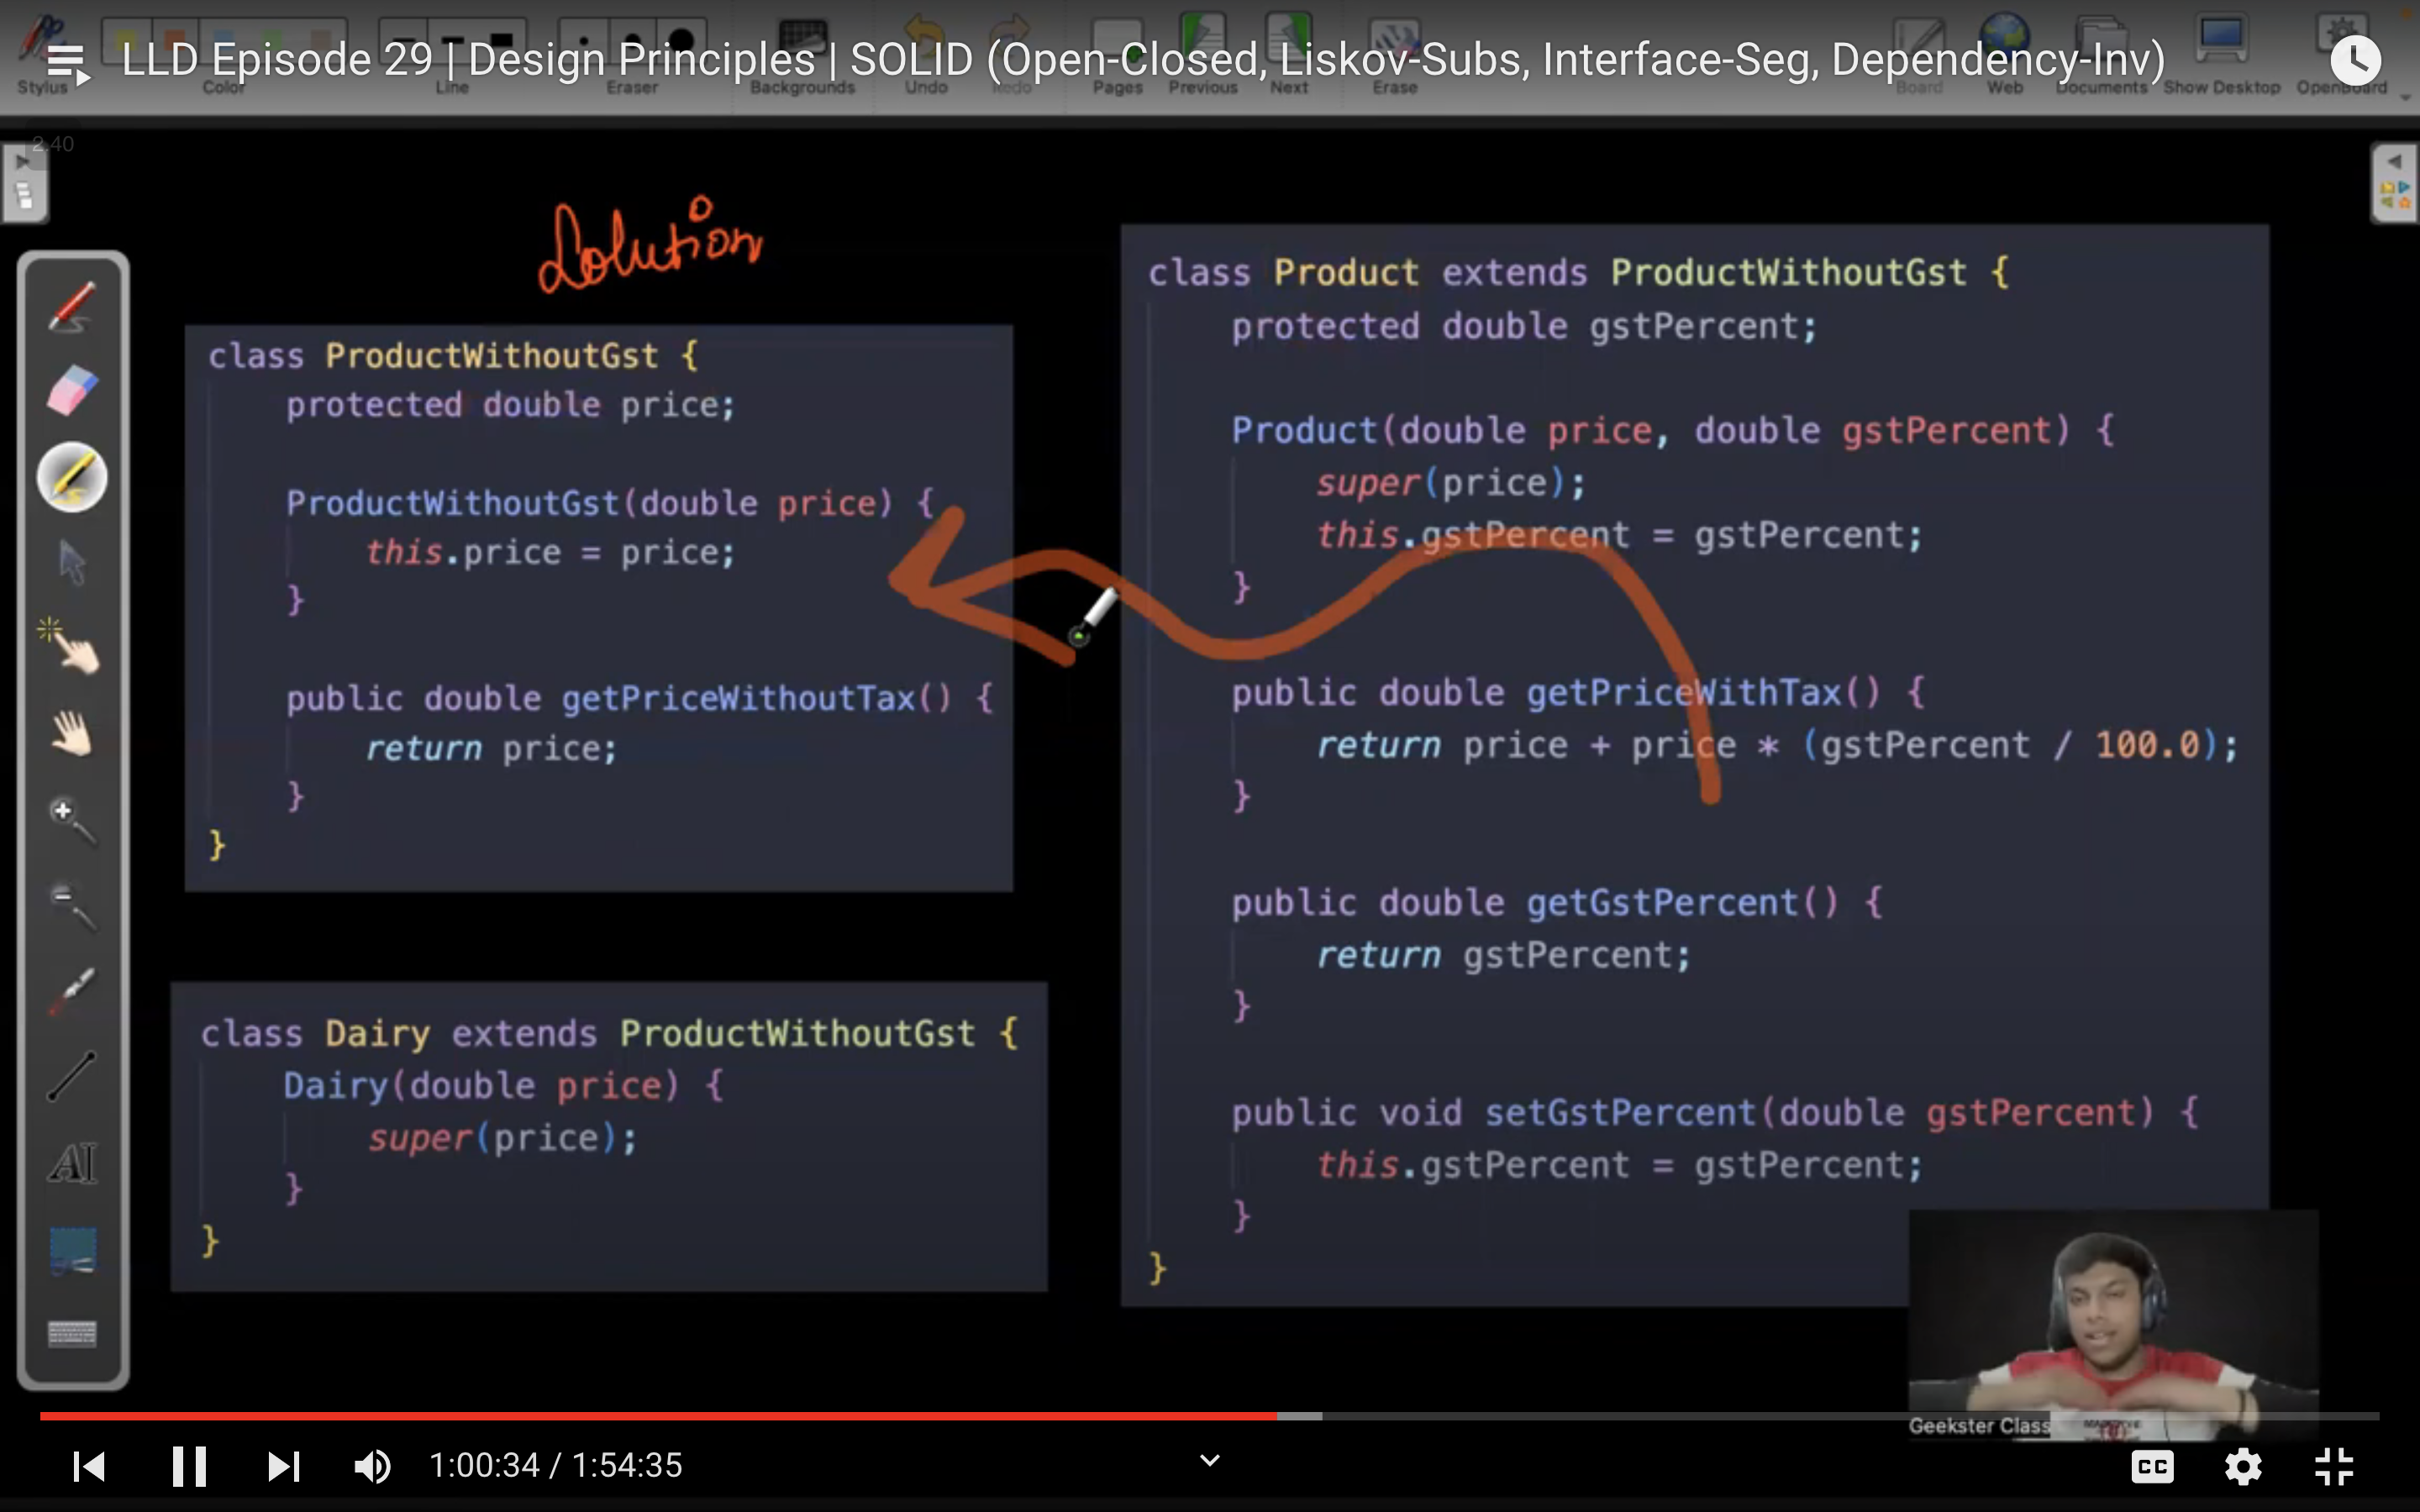 LLD Episode 29 | Design Principles | SOLID (Open-Closed, Liskov-Subs, Interface-Seg, Dependency-Inv)
Stylus Color Line Eraser Backgrounds Undo Redo Pages Previous Next Erase Board Web Documents Show Desktop OpenBoard
2:40
Solution
class ProductWithoutGst {
protected double price;
ProductWithoutGst(double price) {
this.price = price;
}
public double getPriceWithoutTax() {
return price;
}
}
class Dairy extends ProductWithoutGst {
Dairy(double price) {
super(price);
}
}
class Product extends ProductWithoutGst {
protected double gstPercent;
Product(double price, double gstPercent) {
super(price);
this.gstPercent = gstPercent;
}
public double getPriceWithTax() {
return price + price * (gstPercent / 100.0);
}
public double getGstPercent() {
return gstPercent;
}
public void setGstPercent(double gstPercent) {
this.gstPercent = gstPercent;
}
}
AI
Geekster Class
1:00:34 / 1:54:35
CC